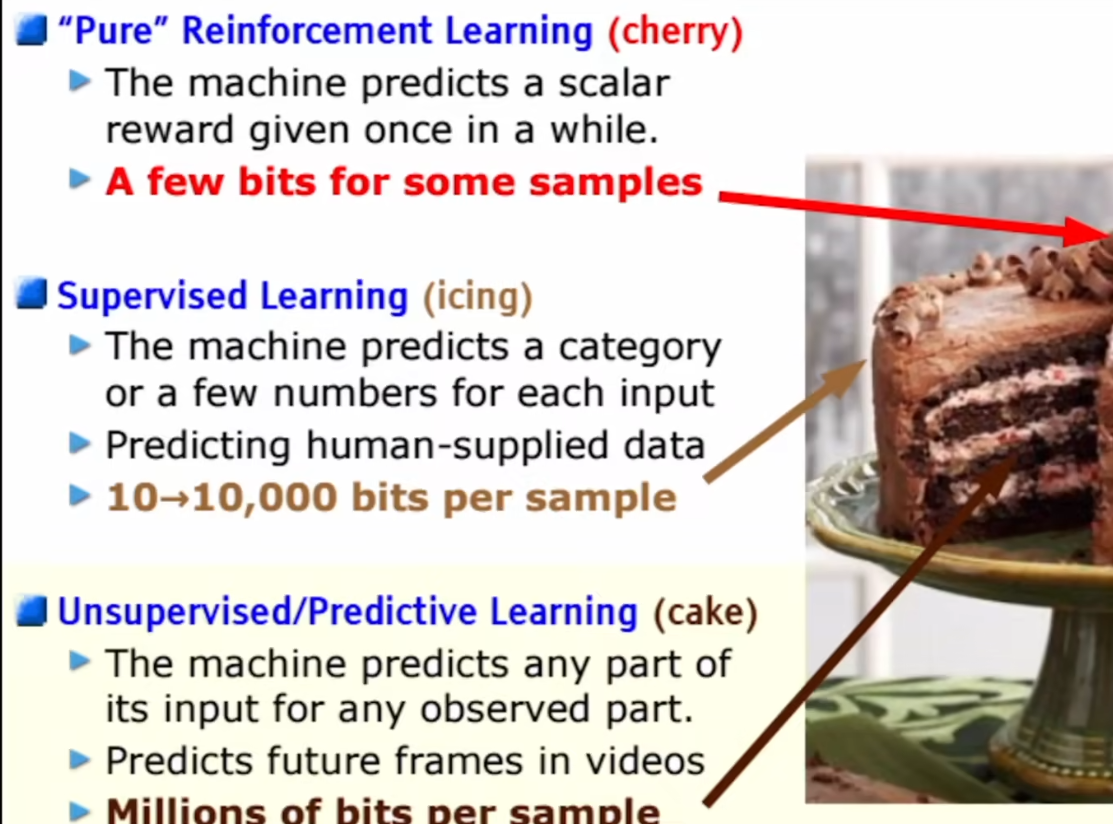 “Pure” Reinforcement Learning (cherry)
The machine predicts a scalar
reward given once in a while.
A few bits for some samples
Supervised Learning (icing)
The machine predicts a category
or a few numbers for each input
Predicting human-supplied data
10→10,000 bits per sample
Unsupervised/Predictive Learning (cake)
The machine predicts any part of
its input for any observed part.
Predicts future frames in videos
Millions of bits per sample